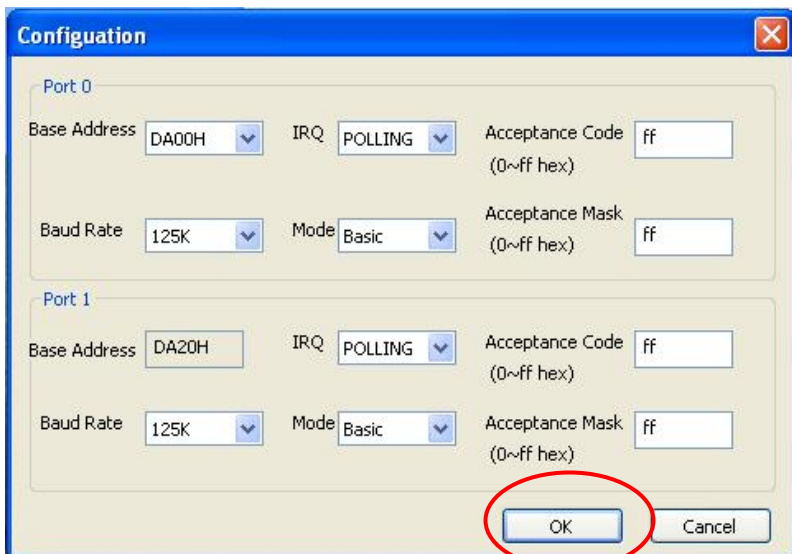 Configuation
Port 0
Base Address DA00H IRQ POLLING Acceptance Code ff
(0~ff hex)
Baud Rate 125K Mode Basic Acceptance Mask ff
(0~ff hex)
Port 1
Base Address DA20H IRQ POLLING Acceptance Code ff
(0~ff hex)
Baud Rate 125K Mode Basic Acceptance Mask ff
(0~ff hex)
OK Cancel